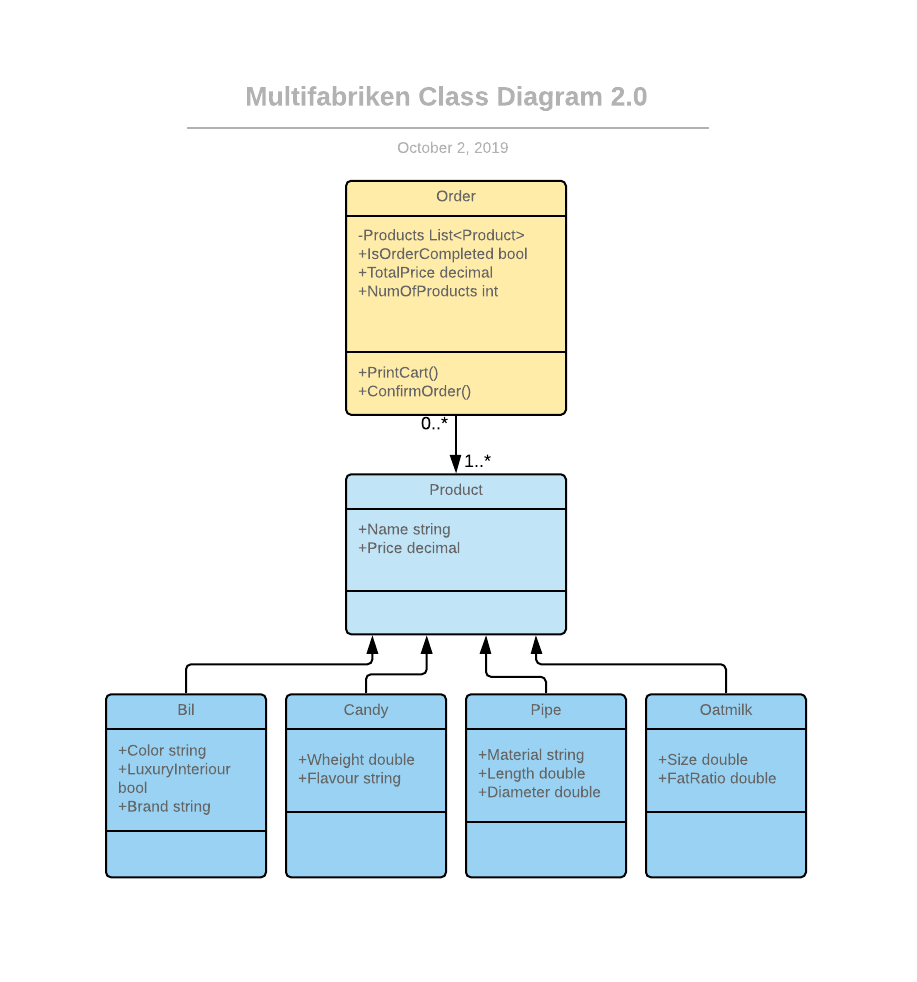 Multifabriken Class Diagram 2.0
October 2, 2019
Order
-Products List<Product>
+IsOrderCompleted bool
+TotalPrice decimal
+NumOfProducts int
+PrintCart()
+ConfirmOrder()
0..*
1..*
Product
+Name string
+Price decimal
Bil
+Color string
+LuxuryInteriour
bool
+Brand string
Candy
+Wheight double
+Flavour string
Pipe
+Material string
+Length double
+Diameter double
Oatmilk
+Size double
+FatRatio double